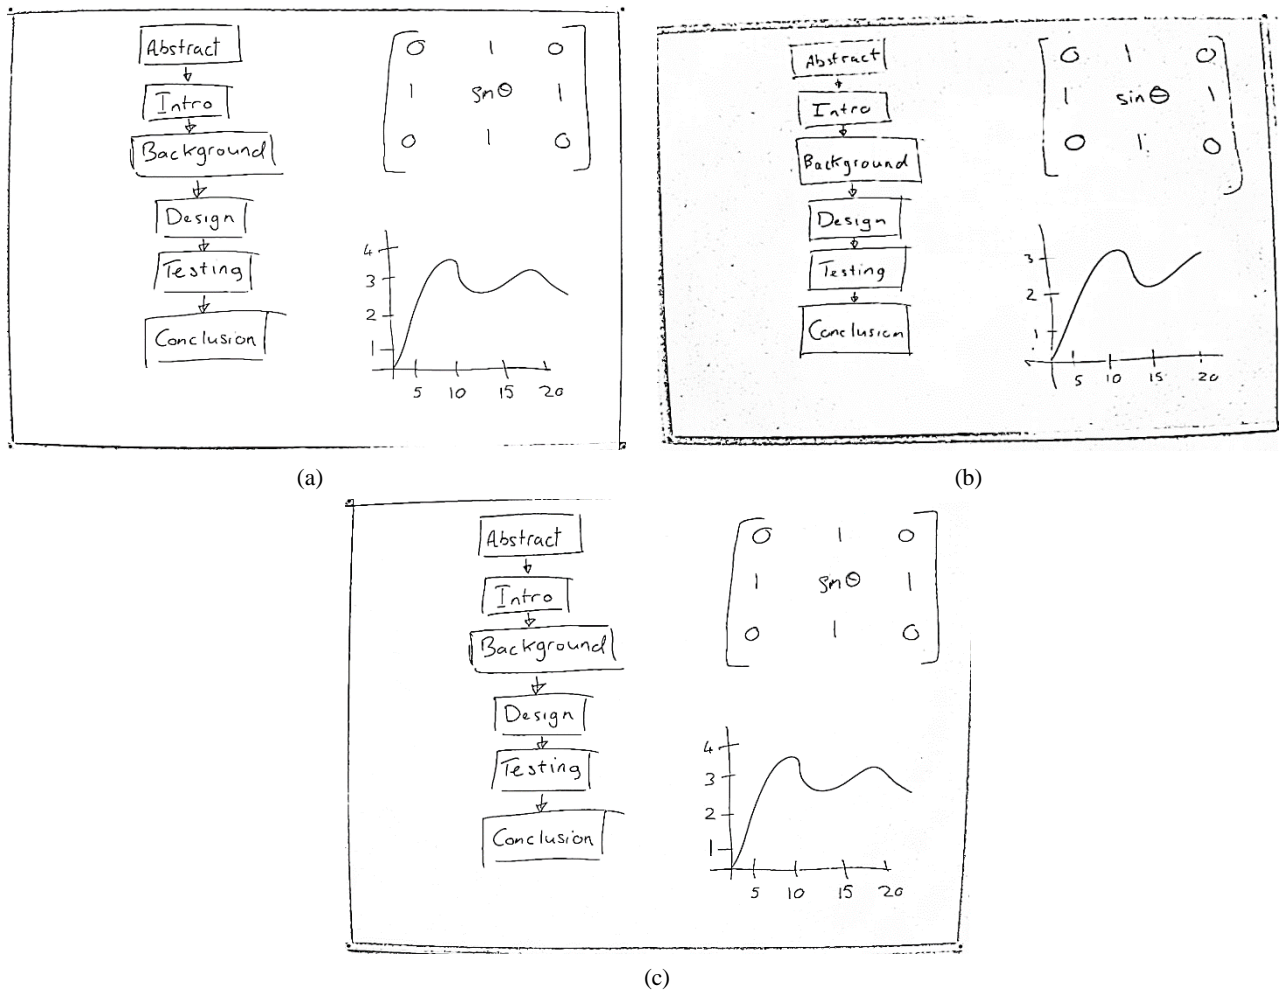 Abstract
Intro
Background
Design
Testing
Conclusion
0 1 0
1 sinθ 1
0 1 0
4
3
2
1
5 10 15 20
(a)
Abstract
Intro
Background
Design
Testing
Conclusion
0 1 0
1 sinθ 1
0 1 0
3
2
1
5 10 15 20
(b)
Abstract
Intro
Background
Design
Testing
Conclusion
0 1 0
1 sinθ 1
0 1 0
4
3
2
1
5 10 15 20
(c)